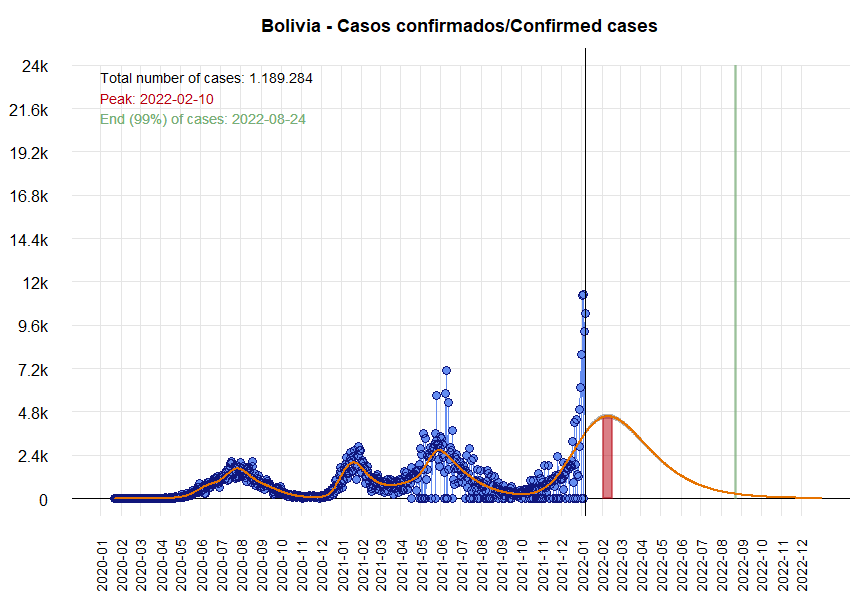 Bolivia - Casos confirmados/Confirmed cases
24k
21.6k
19.2k
16.8k
14.4k
12k
9.6k
7.2k
4.8k
2.4k
0
Total number of cases: 1.189.284
Peak: 2022-02-10
End (99%) of cases: 2022-08-24
2020-01
2020-02
2020-03
2020-04
2020-05
2020-06
2020-07
2020-08
2020-09
2020-10
2020-11
2020-12
2021-01
2021-02
2021-03
2021-04
2021-05
2021-06
2021-07
2021-08
2021-09
2021-10
2021-11
2021-12
2022-01
2022-02
2022-03
2022-04
2022-05
2022-06
2022-07
2022-08
2022-09
2022-10
2022-11
2022-12